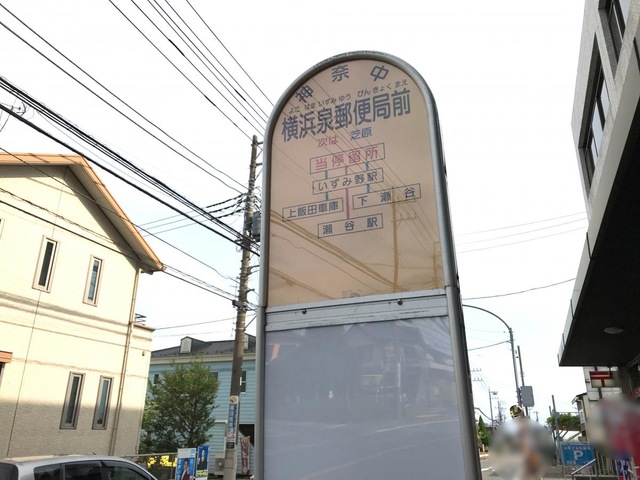 神奈中
よこ はま いずみ ゆう びん きょく まえ
横浜泉郵便局前
次は 芝原
当停留所
いずみ野駅
上飯田車庫 下瀬谷
瀬谷駅
P